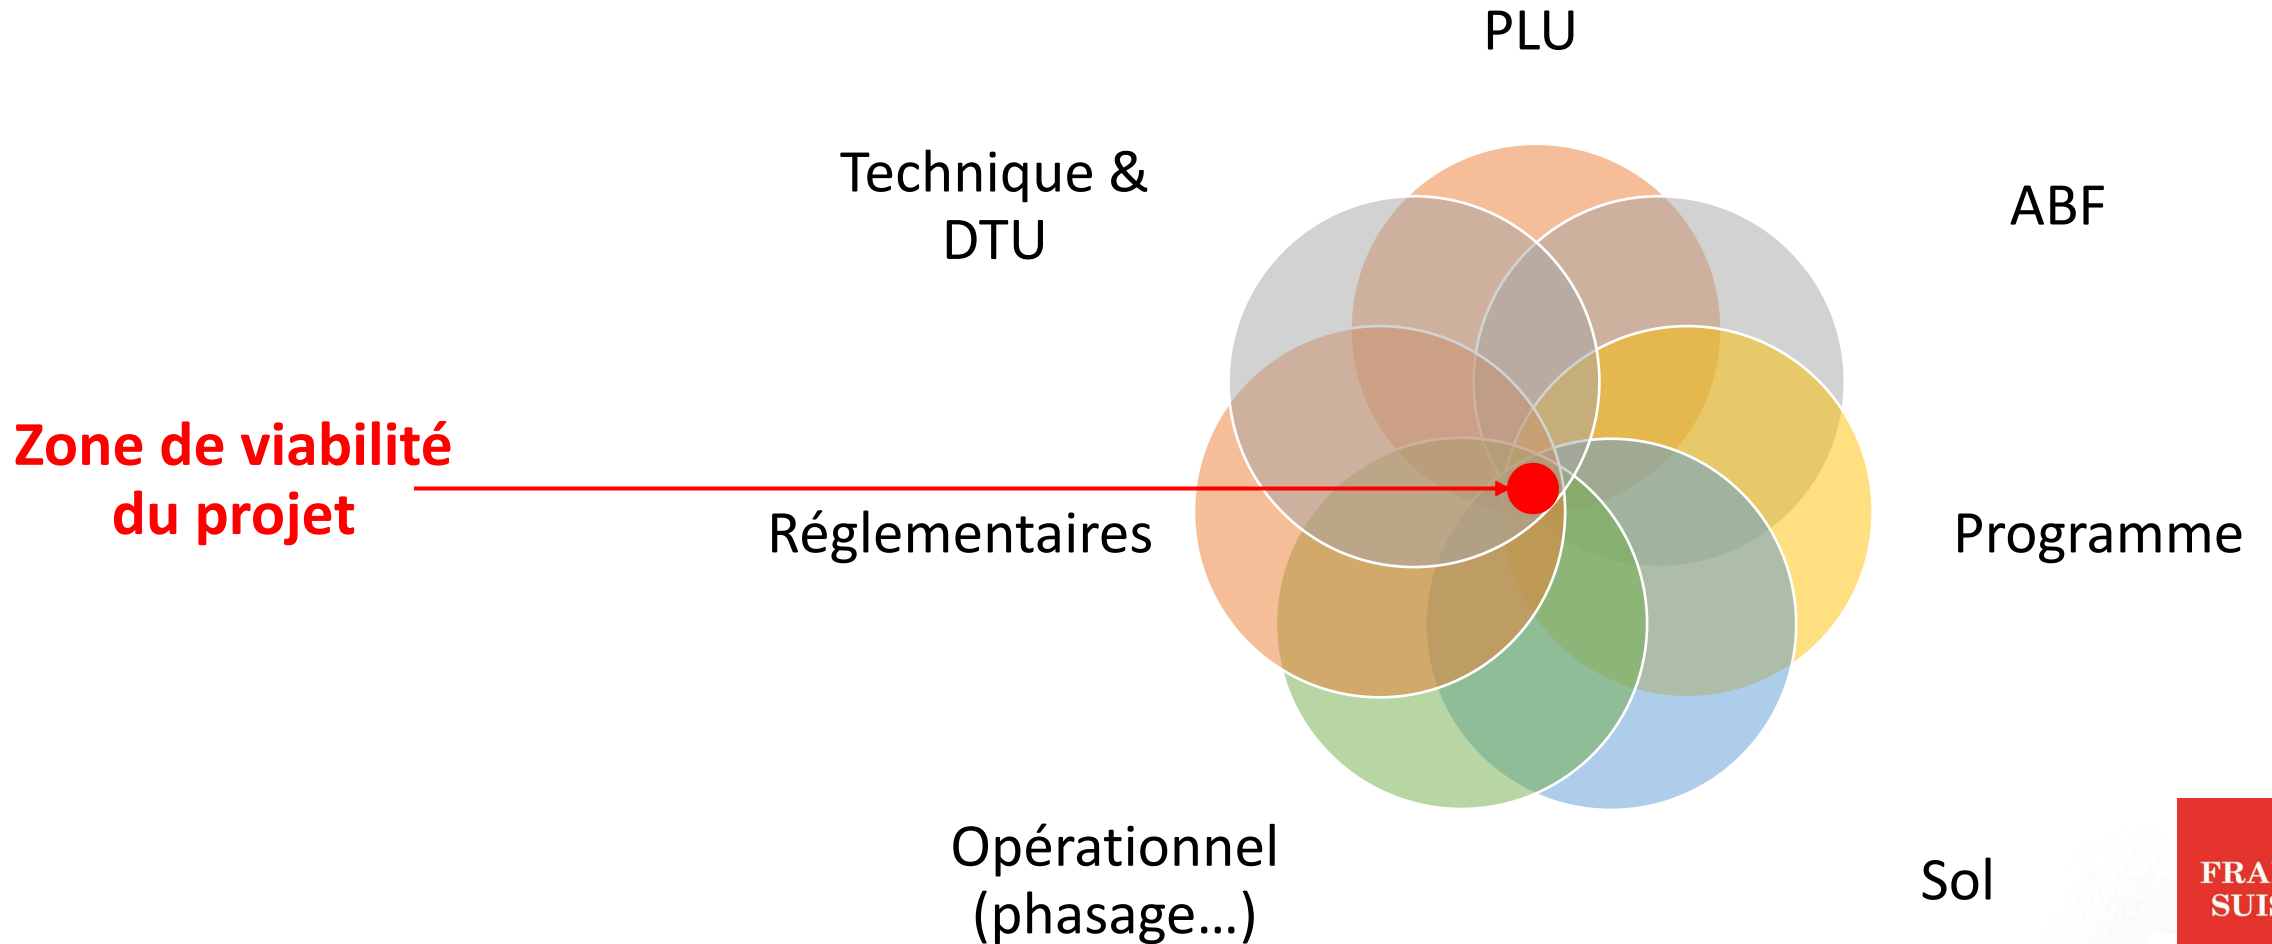 PLU
Technique &
DTU
ABF
Zone de viabilité
du projet
Réglementaires
Programme
Opérationnel
(phasage...)
Sol